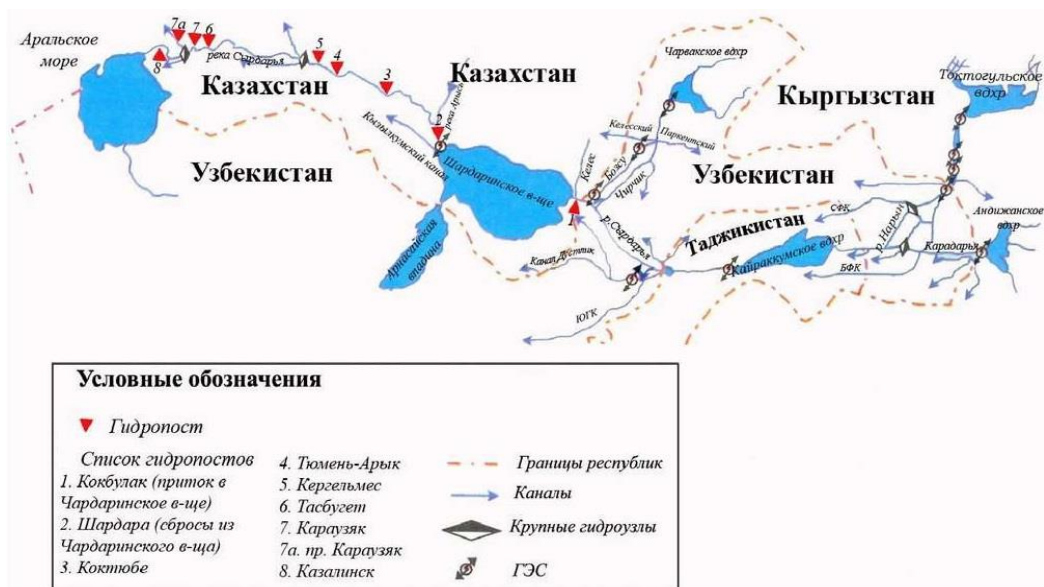 7а
7
6
Аральское
море
8
река Сырдарья
5
4
Казахстан
3
Казахстан
река Арысь
2
Кызылкумский канал
Узбекистан
Шардаринское в-ще
Арнасайская
впадина
Чарвакское вдхр
Токтогульское
вдхр
Кыргызстан
Келесский
Паркентский
Келес
Бозсу
Чирчик
Узбекистан
1
р.Сырдарья
СФК
р.Нарын
Андижанское
вдхр
Таджикистан
Карадарья
Канал Дустлик
Кайраккумское вдхр
БФК
ЮГК
Условные обозначения
Гидропост
Список гидропостов
1. Кокбулак (приток в
Чардаринское в-ще)
2. Шардара (сбросы из
Чардаринского в-ща)
3. Коктюбе
4. Тюмень-Арык
5. Кергельмес
6. Тасбугет
7. Караузяк
7а. пр. Караузяк
8. Казалинск
Границы республик
Каналы
Крупные гидроузлы
ГЭС